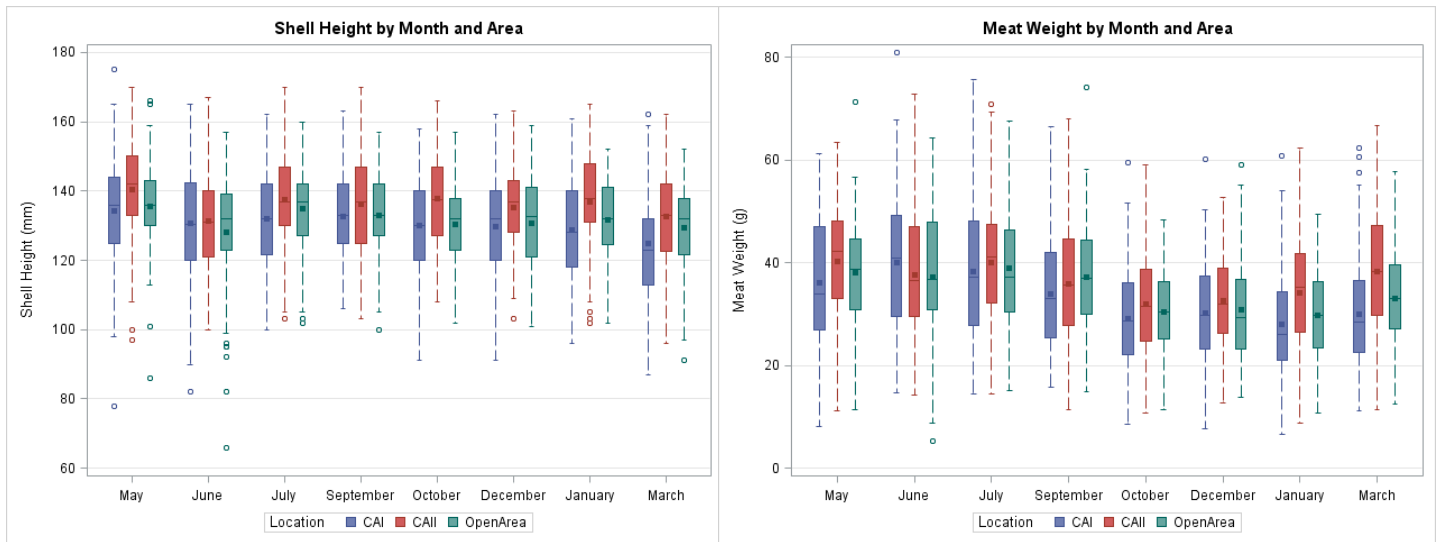 Shell Height by Month and Area
180
160
140
120
100
80
60
Shell Height (mm)
May June July September October December January March
Location CAI CAII OpenArea
Meat Weight by Month and Area
80
60
40
20
0
Meat Weight (g)
May June July September October December January March
Location CAI CAII OpenArea